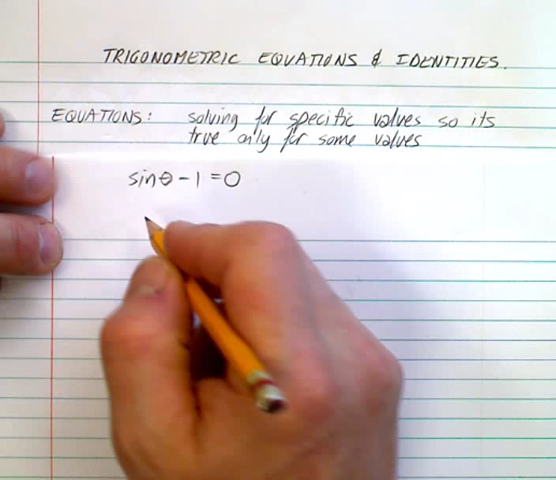 TRIGONOMETRIC EQUATIONS & IDENTITIES.
EQUATIONS: solving for specific values so its
true only for some values
sinθ - 1 = 0